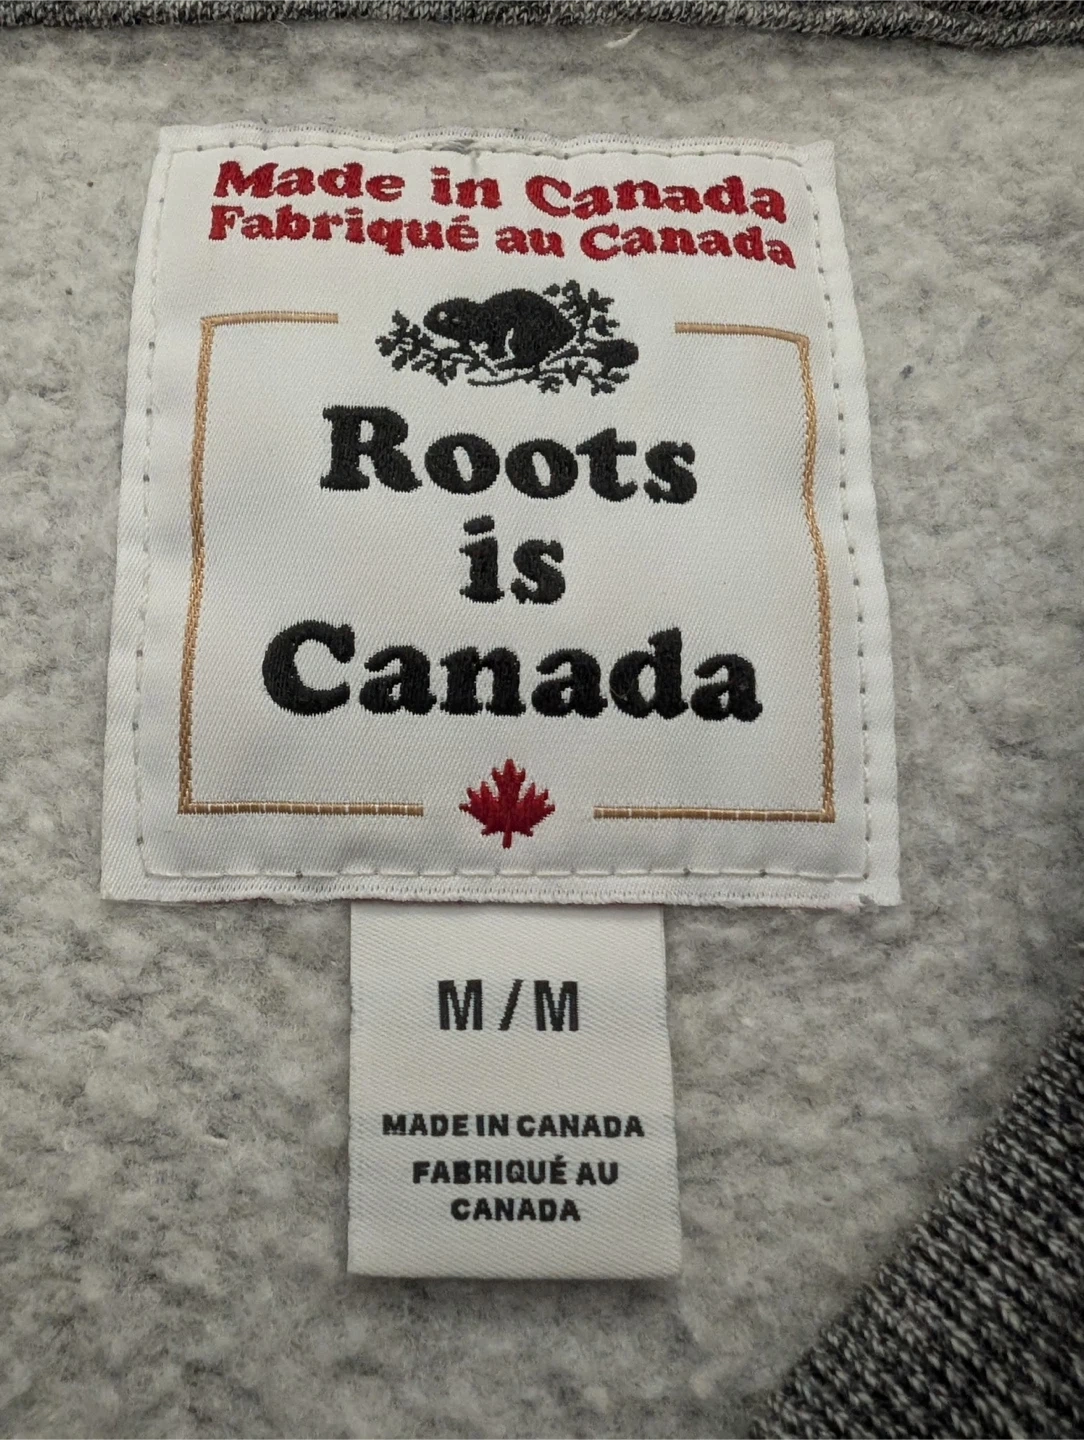 Made in Canada
Fabriqué au Canada
Roots
is
Canada
M/M
MADE IN CANADA
FABRIQUÉ AU
CANADA